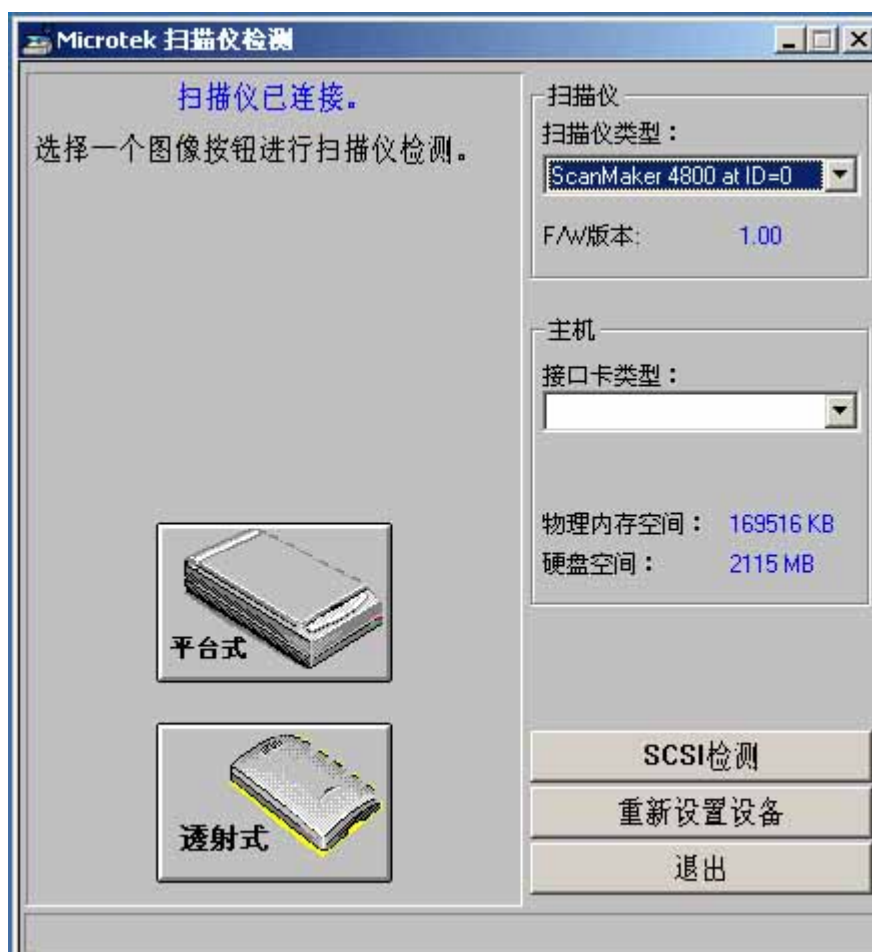 Microtek 扫描仪检测
扫描仪已连接。
选择一个图像按钮进行扫描仪检测。
平台式
透射式
扫描仪
扫描仪类型：
ScanMaker 4800 at ID=0
F/W版本: 1.00
主机
接口卡类型：
物理内存空间： 169516 KB
硬盘空间： 2115 MB
SCSI检测
重新设置设备
退出